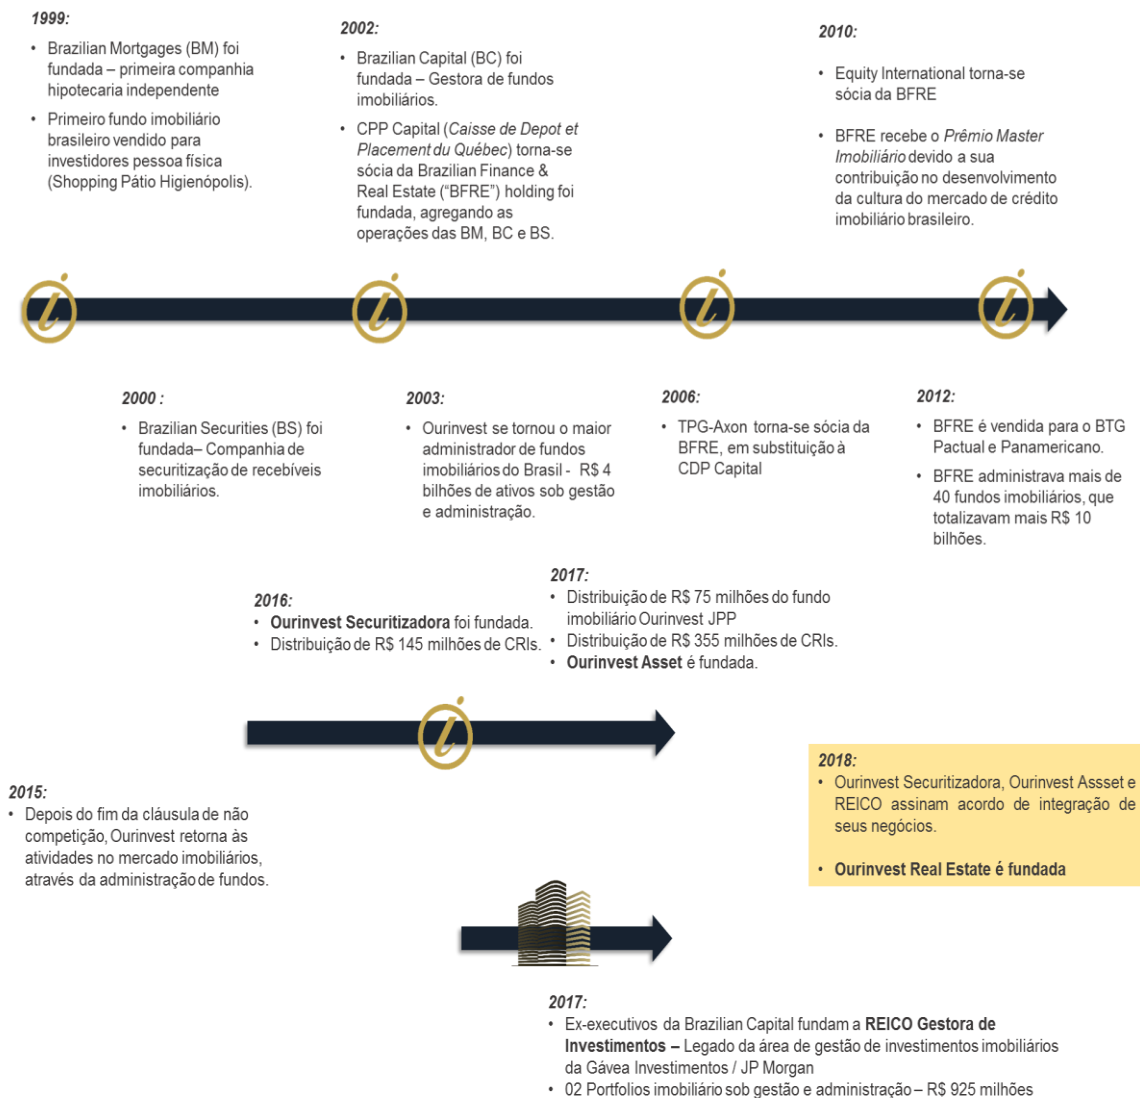 1999:
• Brazilian Mortgages (BM) foi
fundada – primeira companhia
hipotecaria independente
• Primeiro fundo imobiliário
brasileiro vendido para
investidores pessoa física
(Shopping Pátio Higienópolis).
2002:
• Brazilian Capital (BC) foi
fundada – Gestora de fundos
imobiliários.
• CPP Capital (Caisse de Depot et
Placement du Québec) torna-se
sócia da Brazilian Finance &
Real Estate (“BFRE”) holding foi
fundada, agregando as
operações das BM, BC e BS.
2010:
• Equity International torna-se
sócia da BFRE
• BFRE recebe o Prêmio Master
Imobiliário devido a sua
contribuição no desenvolvimento
da cultura do mercado de crédito
imobiliário brasileiro.
2000 :
• Brazilian Securities (BS) foi
fundada– Companhia de
securitização de recebíveis
imobiliários.
2003:
• Ourinvest se tornou o maior
administrador de fundos
imobiliários do Brasil - R$ 4
bilhões de ativos sob gestão
e administração.
2006:
• TPG-Axon torna-se sócia da
BFRE, em substituição à
CDP Capital
2012:
• BFRE é vendida para o BTG
Pactual e Panamericano.
• BFRE administrava mais de
40 fundos imobiliários, que
totalizavam mais R$ 10
bilhões.
2016:
• Ourinvest Securitizadora foi fundada.
• Distribuição de R$ 145 milhões de CRIs.
2017:
• Distribuição de R$ 75 milhões do fundo
imobiliário Ourinvest JPP
• Distribuição de R$ 355 milhões de CRIs.
• Ourinvest Asset é fundada.
2015:
• Depois do fim da cláusula de não
competição, Ourinvest retorna às
atividades no mercado imobiliários,
através da administração de fundos.
2018:
• Ourinvest Securitizadora, Ourinvest Assset e
REICO assinam acordo de integração de
seus negócios.
• Ourinvest Real Estate é fundada
2017:
• Ex-executivos da Brazilian Capital fundam a REICO Gestora de
Investimentos – Legado da área de gestão de investimentos imobiliários
da Gávea Investimentos / JP Morgan
• 02 Portfolios imobiliário sob gestão e administração – R$ 925 milhões